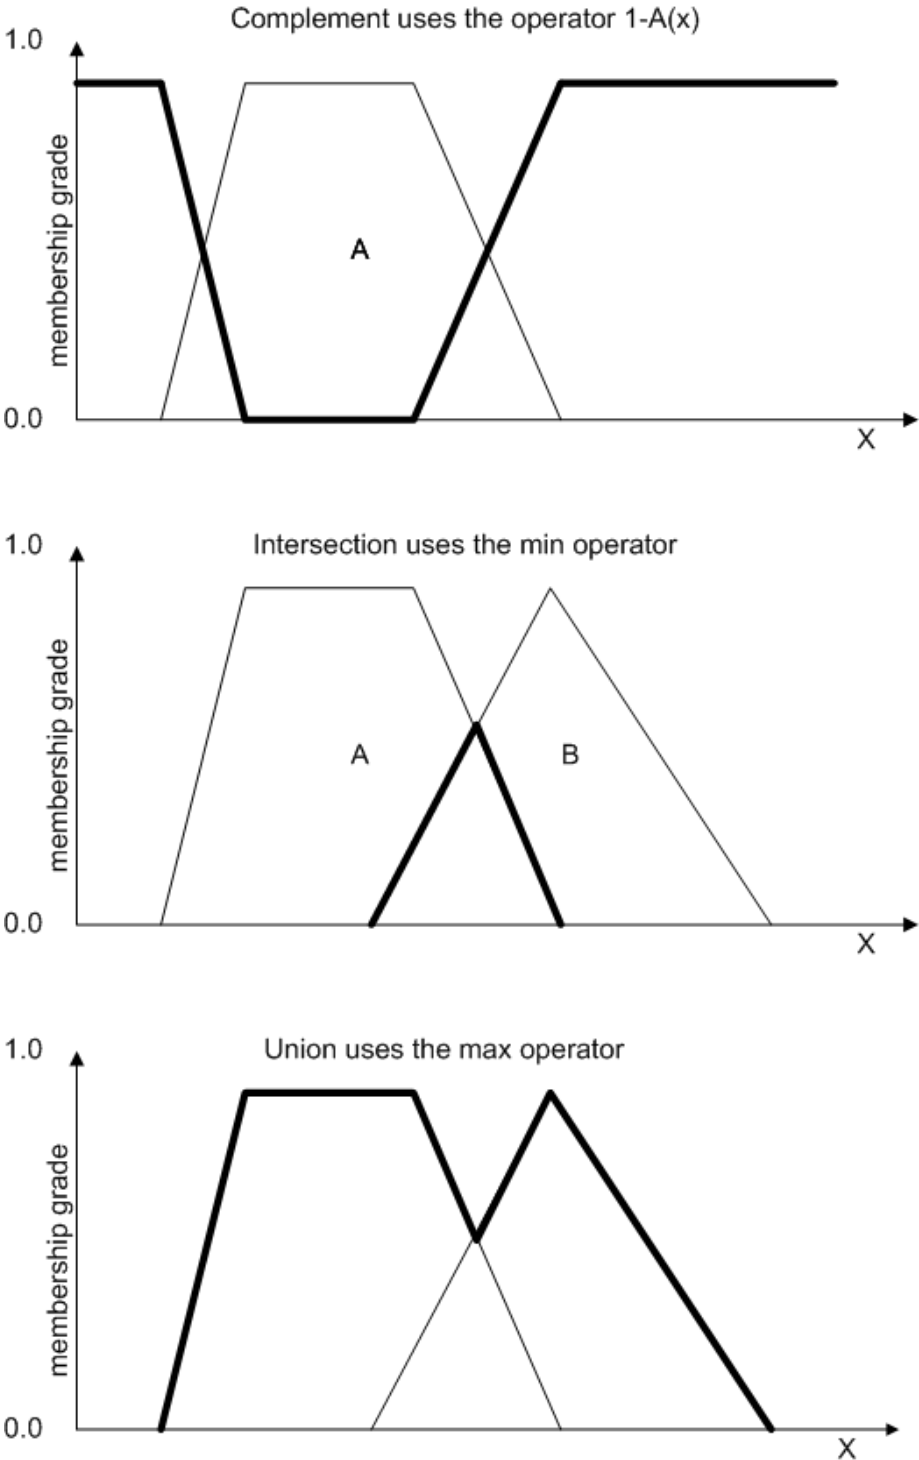 Complement uses the operator 1-A(x)
1.0
membership grade
A
0.0
X
Intersection uses the min operator
1.0
membership grade
A
B
0.0
X
Union uses the max operator
1.0
membership grade
0.0
X